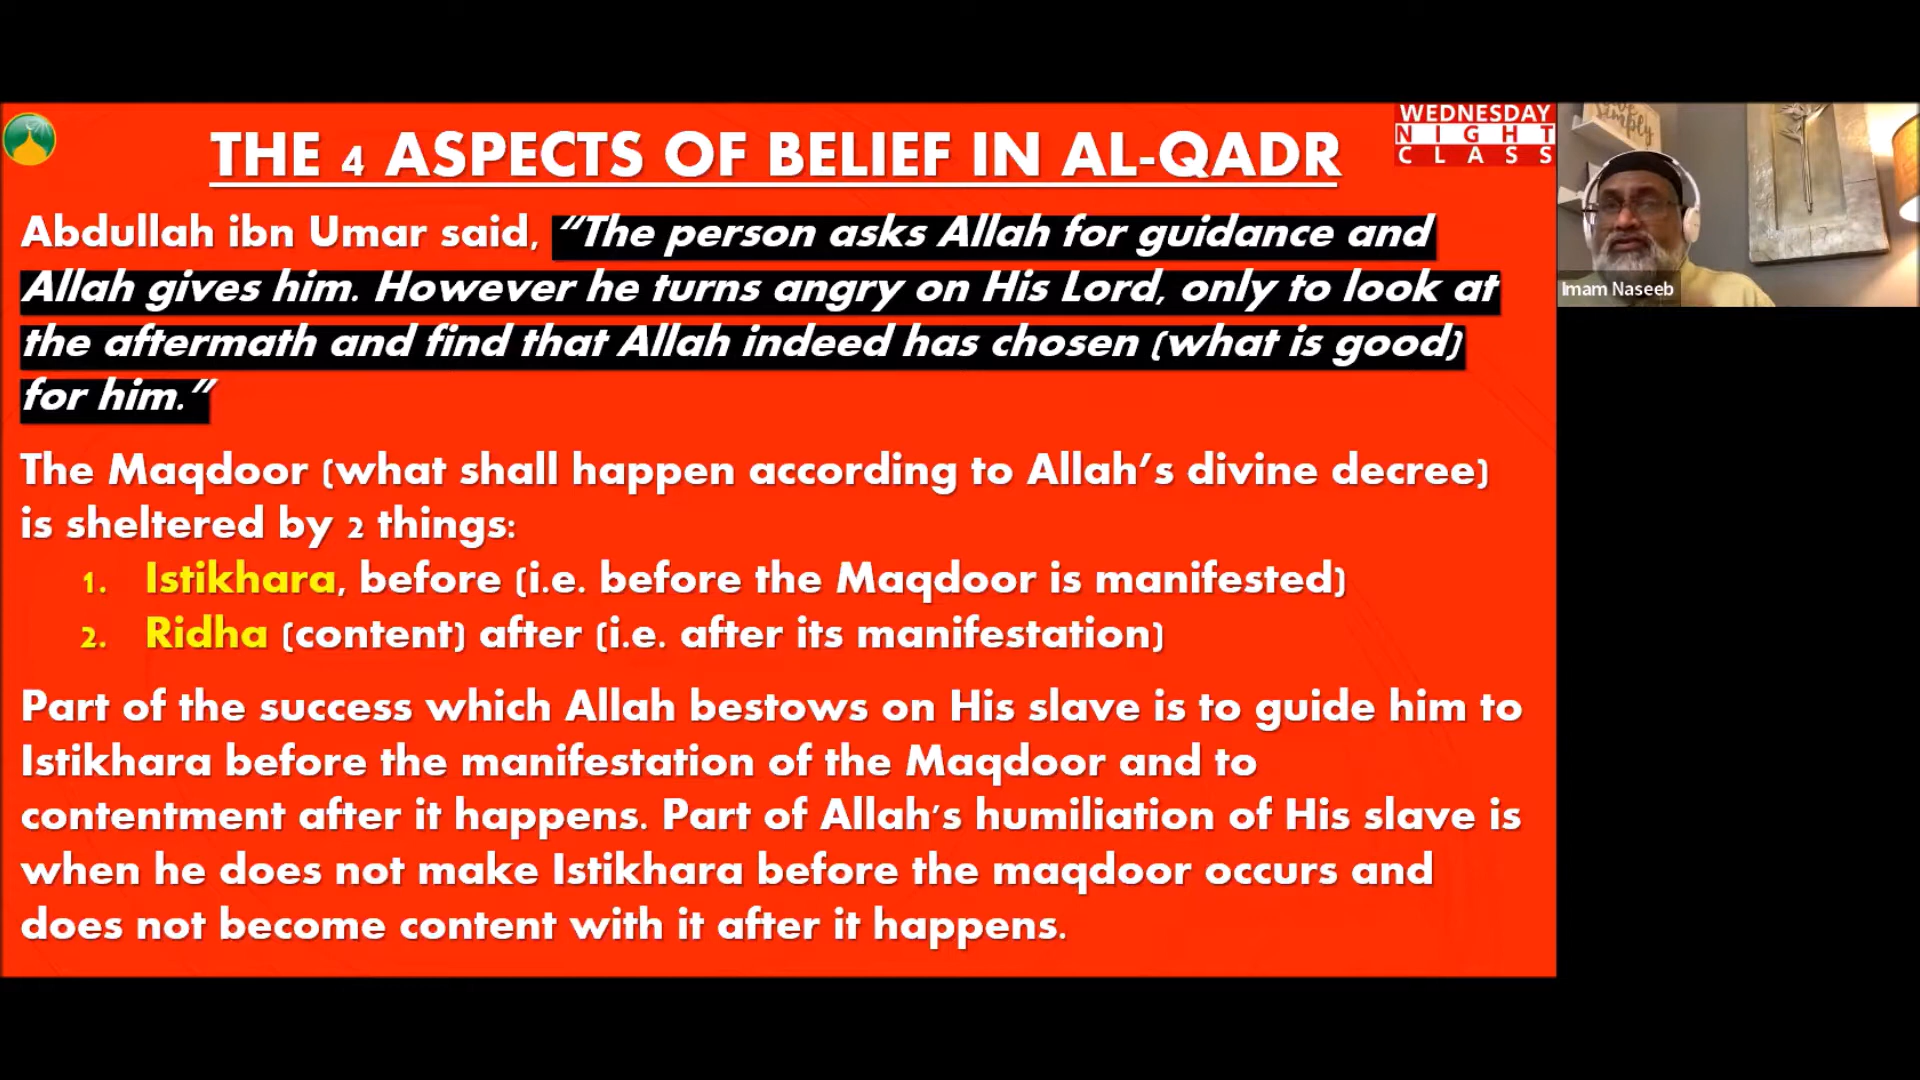 THE 4 ASPECTS OF BELIEF IN AL-QADR
WEDNESDAY
NIGHT
CLASS
Abdullah ibn Umar said, “The person asks Allah for guidance and
Allah gives him. However he turns angry on His Lord, only to look at
the aftermath and find that Allah indeed has chosen (what is good)
for him.”
The Maqdoor (what shall happen according to Allah’s divine decree)
is sheltered by 2 things:
1. Istikhara, before (i.e. before the Maqdoor is manifested)
2. Ridha (content) after (i.e. after its manifestation)
Part of the success which Allah bestows on His slave is to guide him to
Istikhara before the manifestation of the Maqdoor and to
contentment after it happens. Part of Allah’s humiliation of His slave is
when he does not make Istikhara before the maqdoor occurs and
does not become content with it after it happens.
Simply
Imam Naseeb